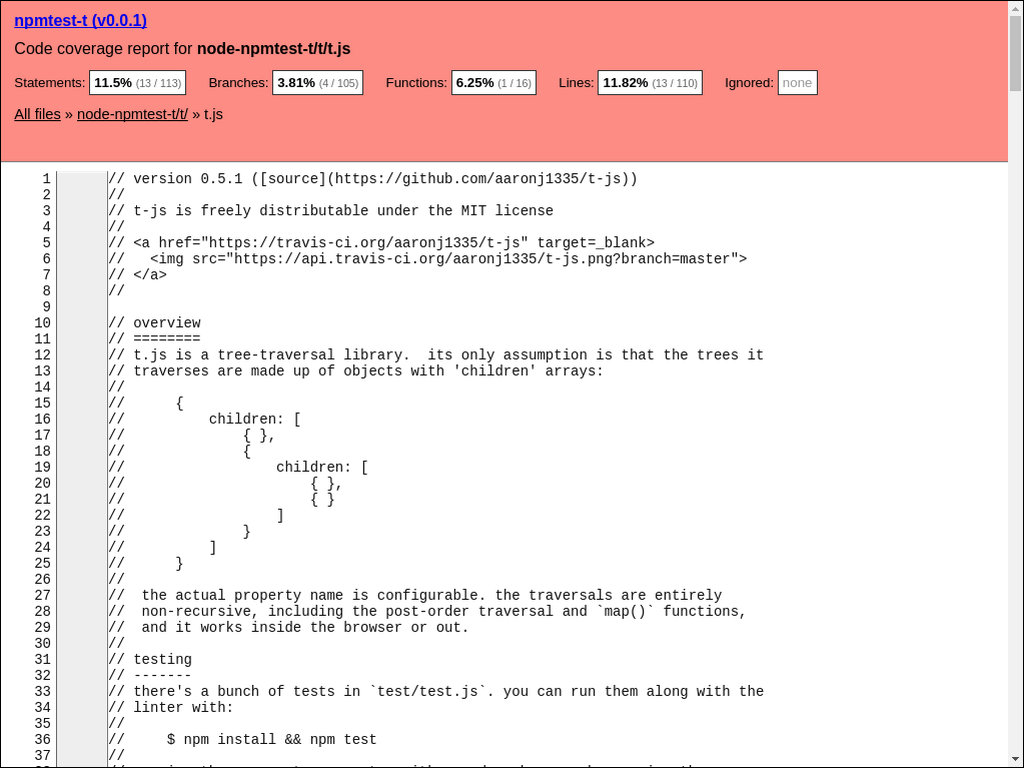 npmtest-t (v0.0.1)
Code coverage report for node-npmtest-t/t/t.js
Statements: 11.5% (13 / 113) Branches: 3.81% (4 / 105) Functions: 6.25% (1 / 16) Lines: 11.82% (13 / 110) Ignored: none
All files » node-npmtest-t/t/ » t.js
1 // version 0.5.1 ([source](https://github.com/aaronj1335/t-js))
2 //
3 // t-js is freely distributable under the MIT license
4 //
5 // <a href="https://travis-ci.org/aaronj1335/t-js" target=_blank>
6 //   <img src="https://api.travis-ci.org/aaronj1335/t-js.png?branch=master">
7 // </a>
8 //
9
10 // overview
11 // ========
12 // t.js is a tree-traversal library.  its only assumption is that the trees it
13 // traverses are made up of objects with 'children' arrays:
14 //
15 //      {
16 //          children: [
17 //              { },
18 //              {
19 //                  children: [
20 //                      { },
21 //                      { }
22 //                  ]
23 //              }
24 //          ]
25 //      }
26 //
27 //  the actual property name is configurable. the traversals are entirely
28 //  non-recursive, including the post-order traversal and `map()` functions,
29 //  and it works inside the browser or out.
30 //
31 // testing
32 // -------
33 // there's a bunch of tests in `test/test.js`. you can run them along with the
34 // linter with:
35 //
36 //     $ npm install && npm test
37 //